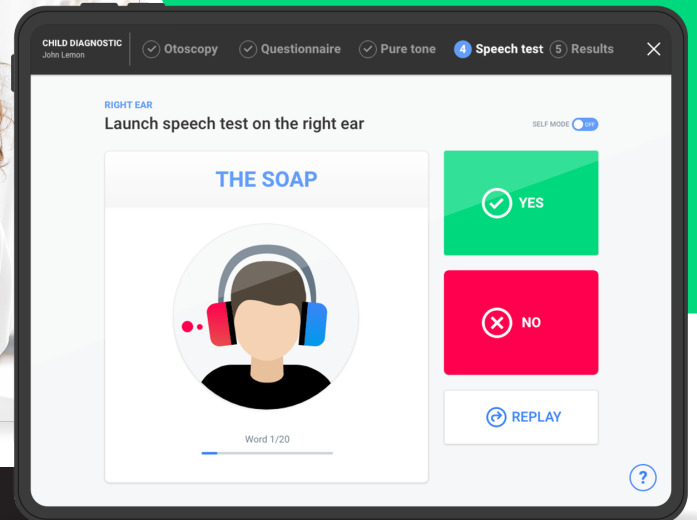 CHILD DIAGNOSTIC
John Lemon
Otoscopy
Questionnaire
Pure tone
4 Speech test
5 Results
RIGHT EAR
Launch speech test on the right ear
SELF MODE OFF
THE SOAP
YES
NO
Word 1/20
REPLAY
?